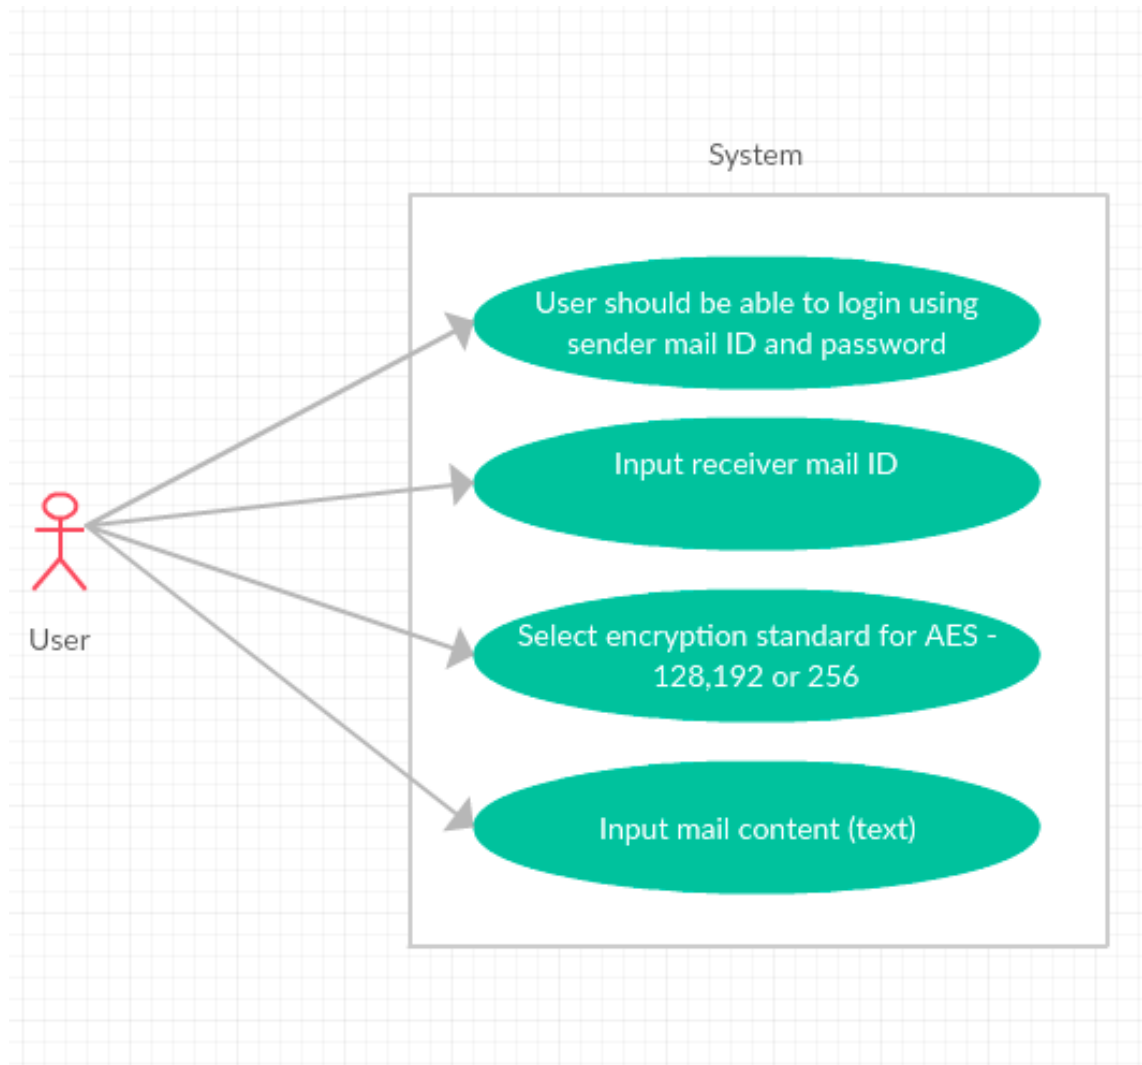 System
User should be able to login using
sender mail ID and password
Input receiver mail ID
User
Select encryption standard for AES -
128,192 or 256
Input mail content (text)